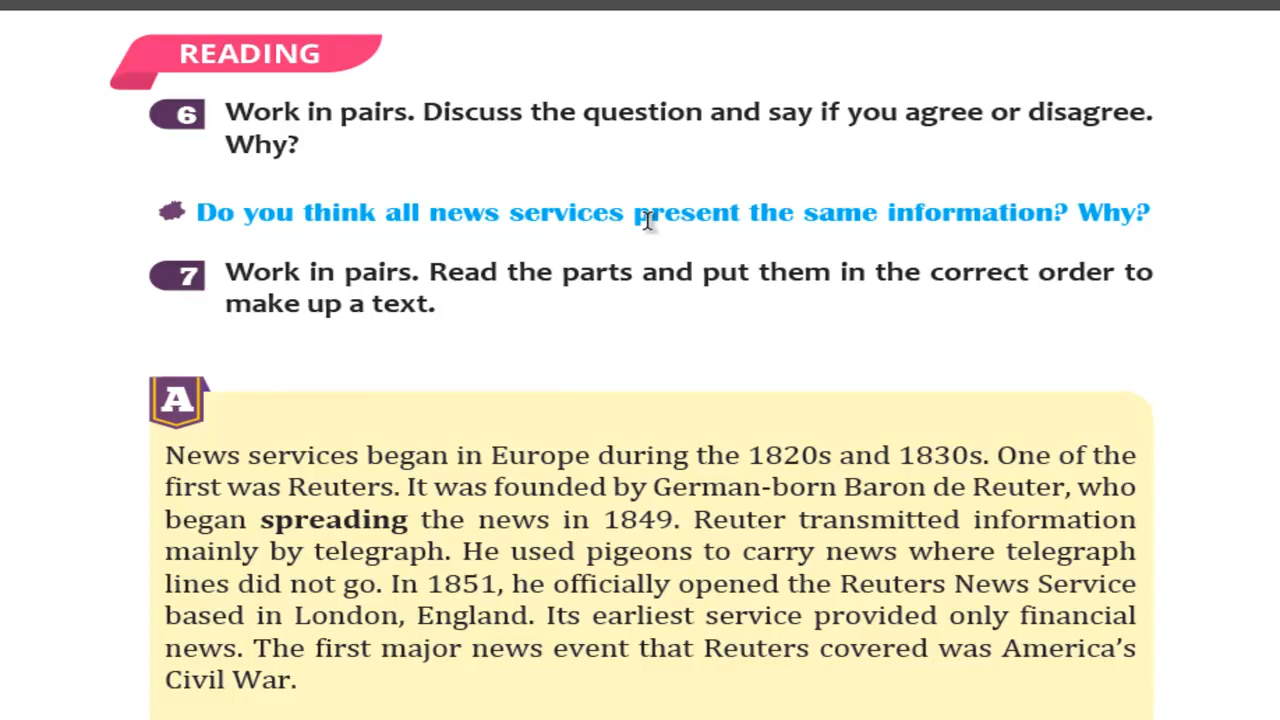 READING
6 Work in pairs. Discuss the question and say if you agree or disagree.
Why?
Do you think all news services present the same information? Why?
7 Work in pairs. Read the parts and put them in the correct order to
make up a text.
A
News services began in Europe during the 1820s and 1830s. One of the
first was Reuters. It was founded by German-born Baron de Reuter, who
began spreading the news in 1849. Reuter transmitted information
mainly by telegraph. He used pigeons to carry news where telegraph
lines did not go. In 1851, he officially opened the Reuters News Service
based in London, England. Its earliest service provided only financial
news. The first major news event that Reuters covered was America's
Civil War.